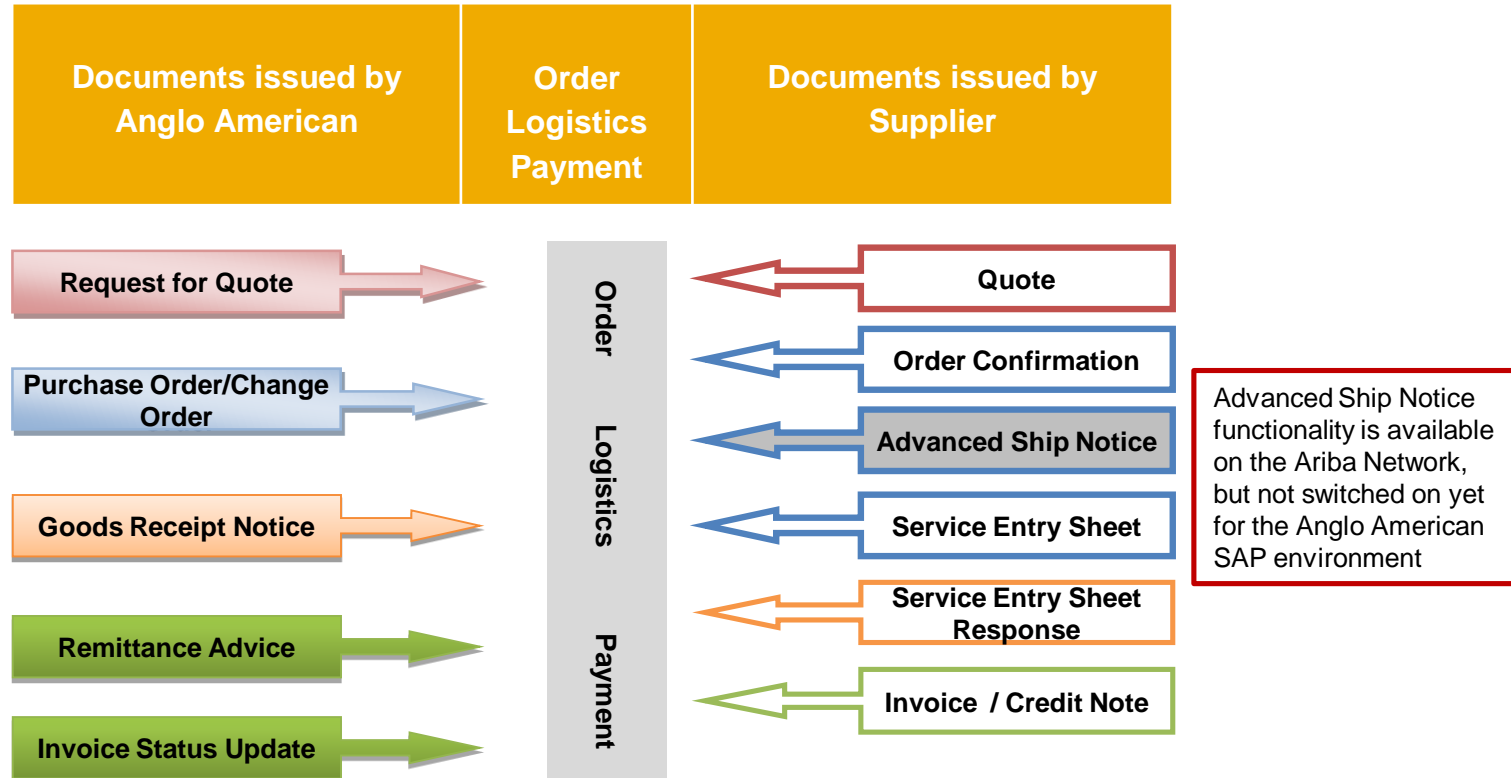 Documents issued by
Anglo American
Order
Logistics
Payment
Documents issued by
Supplier
Request for Quote
Purchase Order/Change
Order
Goods Receipt Notice
Remittance Advice
Invoice Status Update
Order
Logistics
Payment
Quote
Order Confirmation
Advanced Ship Notice
Service Entry Sheet
Service Entry Sheet
Response
Invoice / Credit Note
Advanced Ship Notice
functionality is available
on the Ariba Network,
but not switched on yet
for the Anglo American
SAP environment